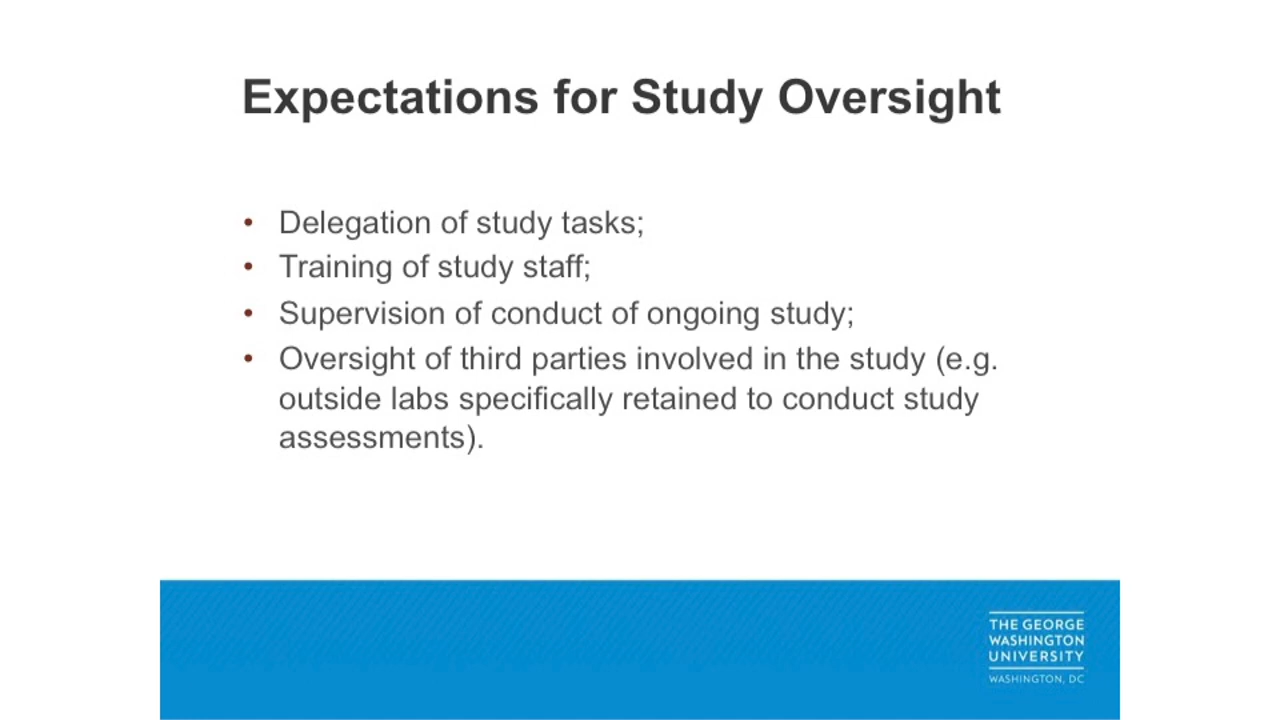 Expectations for Study Oversight
• Delegation of study tasks;
• Training of study staff;
• Supervision of conduct of ongoing study;
• Oversight of third parties involved in the study (e.g.
outside labs specifically retained to conduct study
assessments).
THE GEORGE
WASHINGTON
UNIVERSITY
WASHINGTON, DC